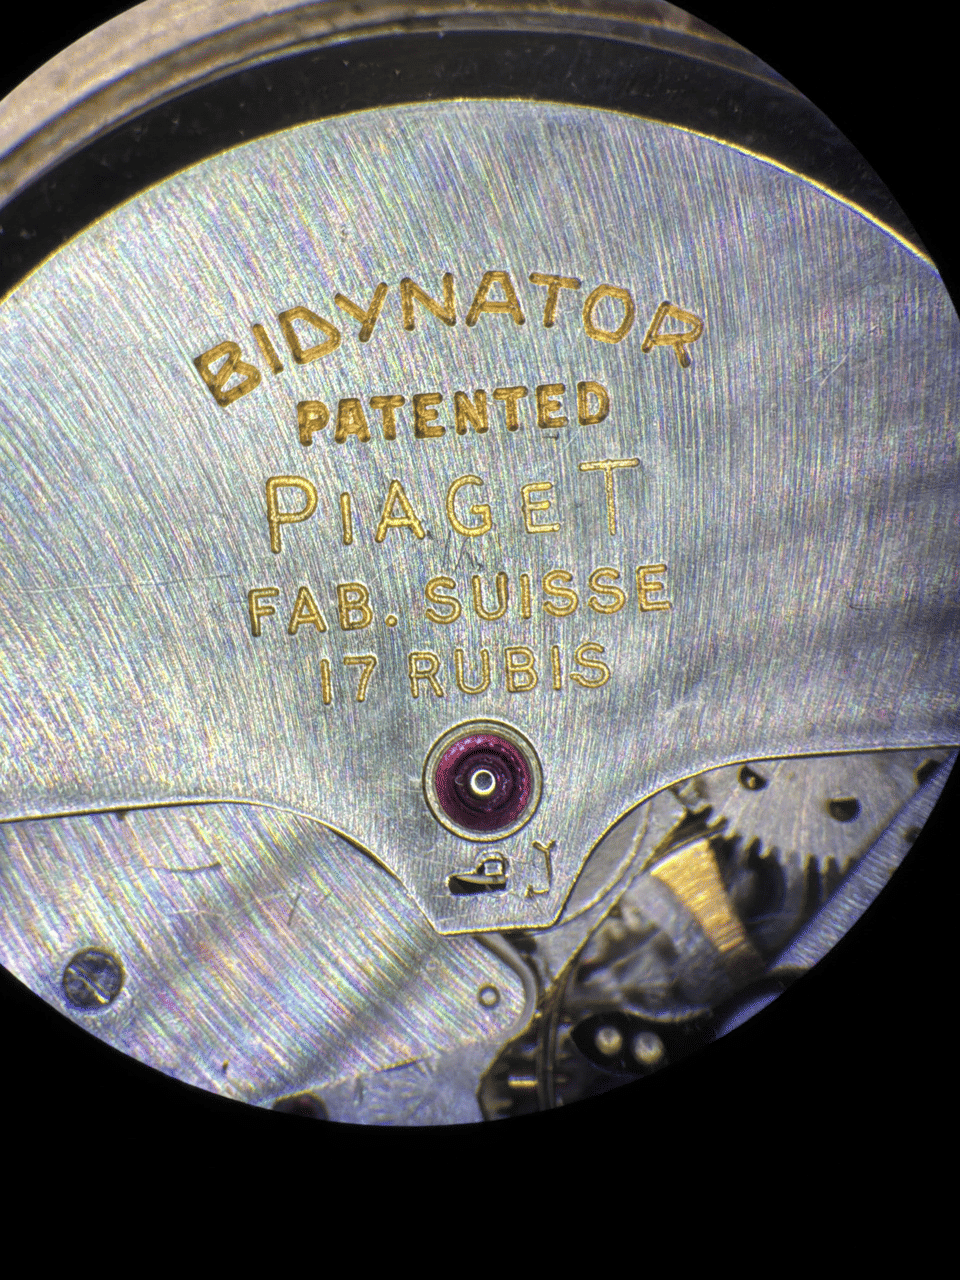 BIDYNATOR
PATENTED
PIAGET
FAB. SUISSE
17 RUBIS